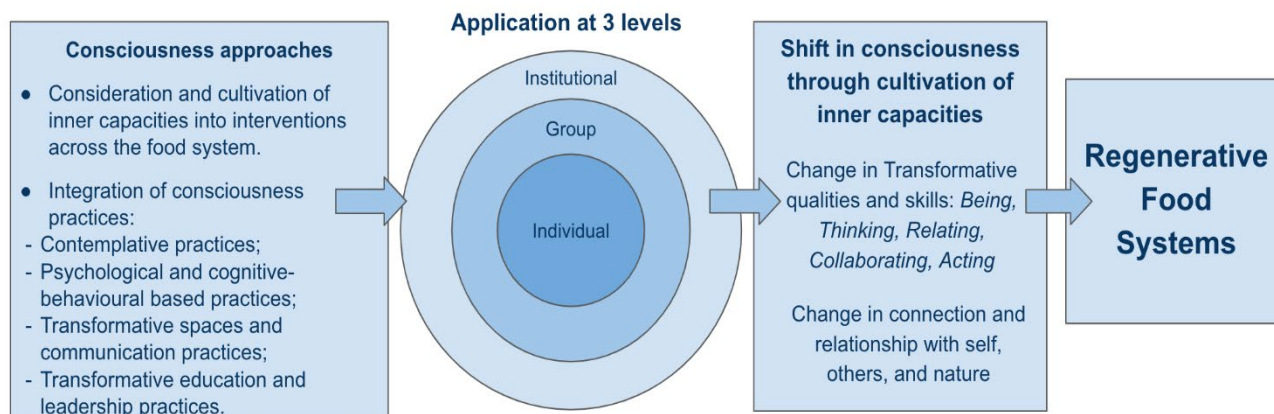 Consciousness approaches
● Consideration and cultivation of
inner capacities into interventions
across the food system.
● Integration of consciousness
practices:
- Contemplative practices;
- Psychological and cognitive-
behavioural based practices;
- Transformative spaces and
communication practices;
- Transformative education and
leadership practices.
Application at 3 levels
Institutional
Group
Individual
Shift in consciousness
through cultivation of
inner capacities
Change in Transformative
qualities and skills: Being,
Thinking, Relating,
Collaborating, Acting
Change in connection and
relationship with self,
others, and nature
Regenerative
Food
Systems